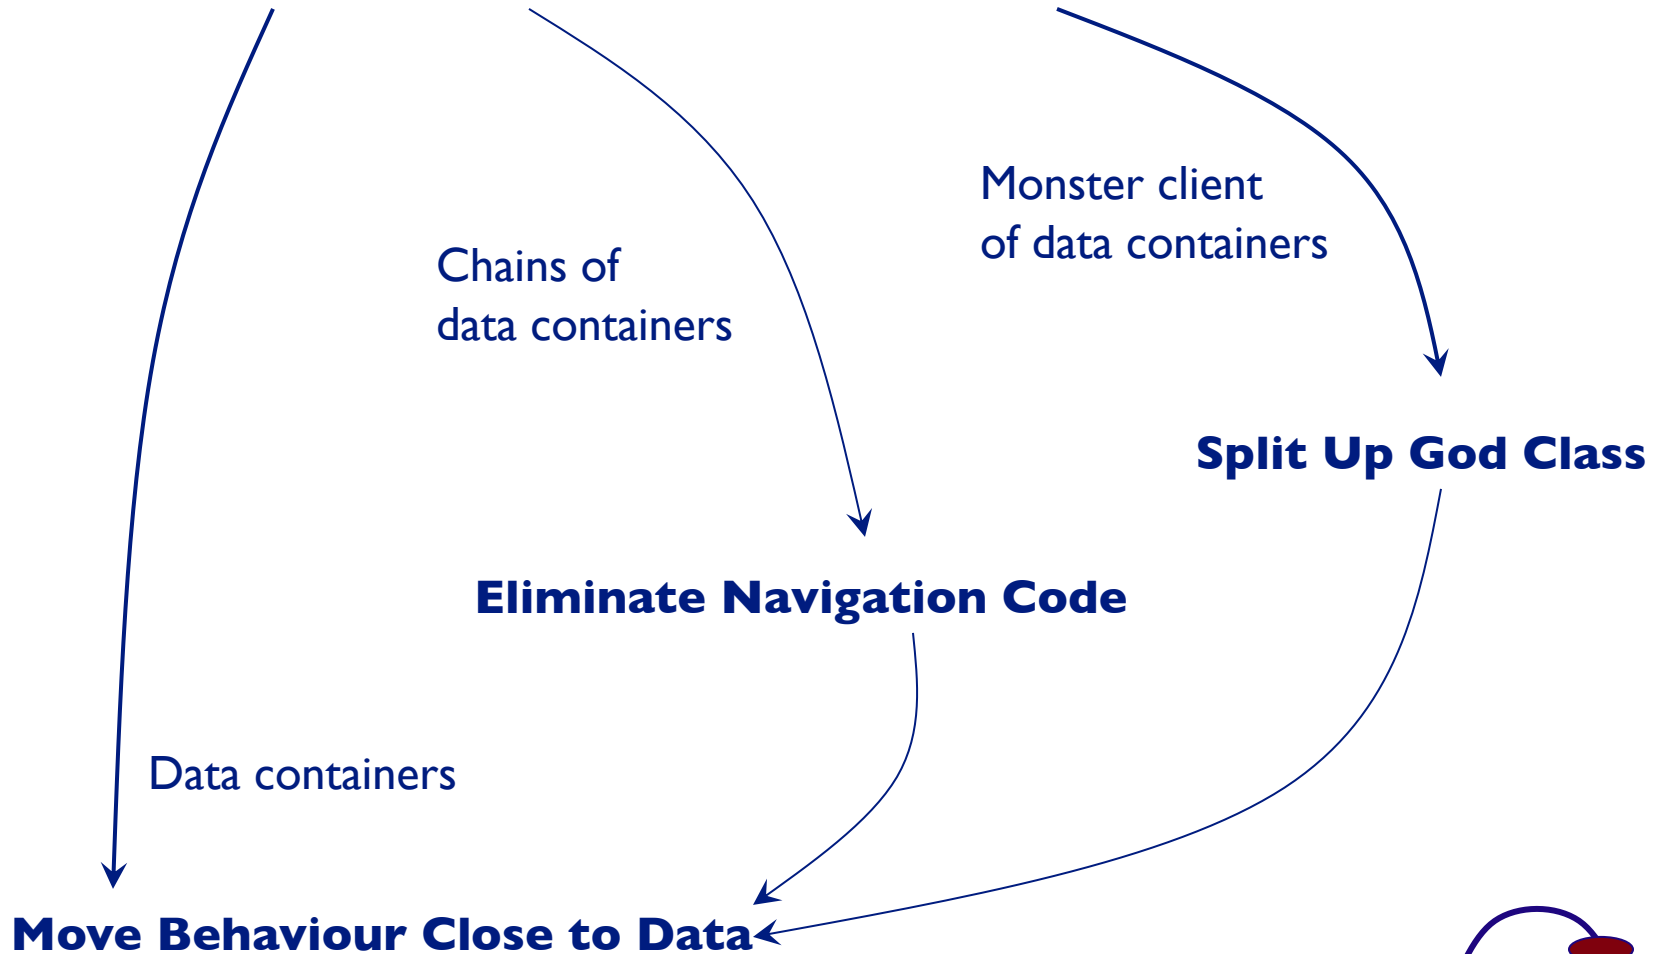 Monster client
of data containers
Chains of
data containers
Split Up God Class
Eliminate Navigation Code
Data containers
Move Behaviour Close to Data